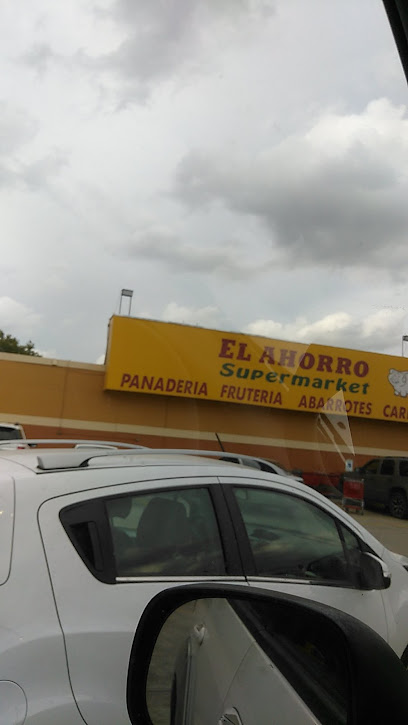 EL AHORRO
Supermarket
PANADERIA FRUTERIA ABARROTES